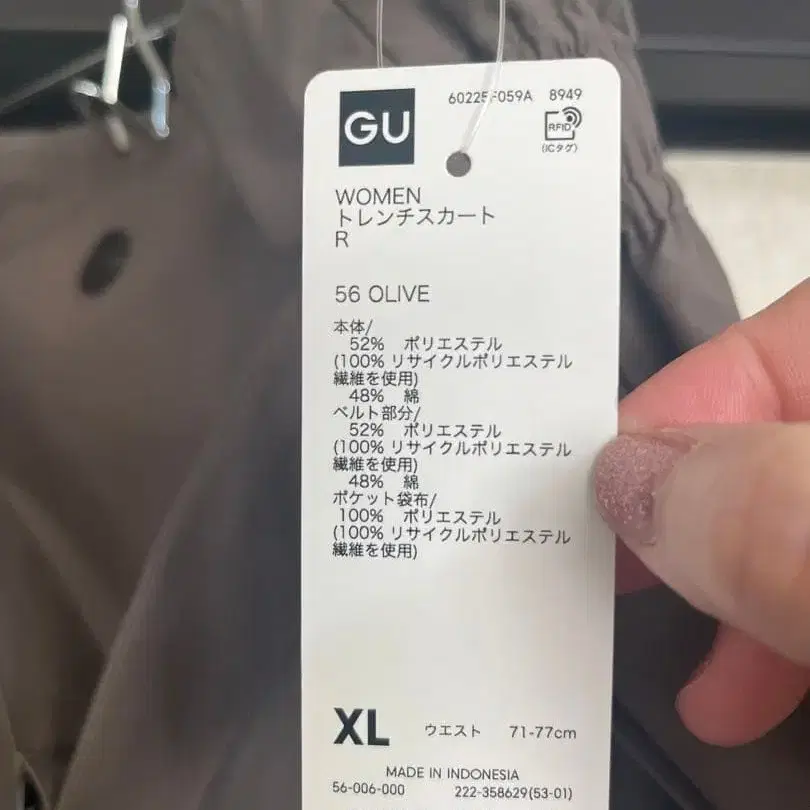 GU
60225F059A 8949
RFID
(ICタグ)
WOMEN
トレンチスカート
R
56 OLIVE
本体/
52% ポリエステル
(100% リサイクルポリエステル
繊維を使用)
48% 綿
ベルト部分/
52% ポリエステル
(100% リサイクルポリエステル
繊維を使用)
48% 綿
ポケット袋布/
100% ポリエステル
(100% リサイクルポリエステル
繊維を使用)
XL ウエスト 71-77cm
MADE IN INDONESIA
56-006-000 222-358629(53-01)